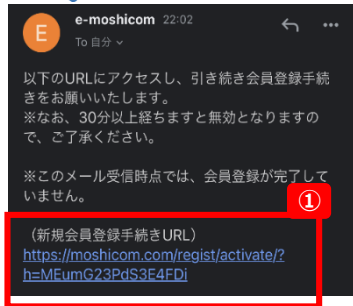 E
e-moshicom 22:02
To 自分
以下のURLにアクセスし、引き続き会員登録手続
きをお願いいたします。
※なお、30分以上経ちますと無効となりますの
で、ご了承ください。
※このメール受信時点では、会員登録が完了して
いません。
①
（新規会員登録手続きURL）
https://moshicom.com/regist/activate/?
h=MEumG23PdS3E4FDi